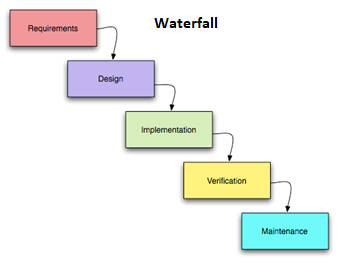 Waterfall
Requirements
Design
Implementation
Verification
Maintenance